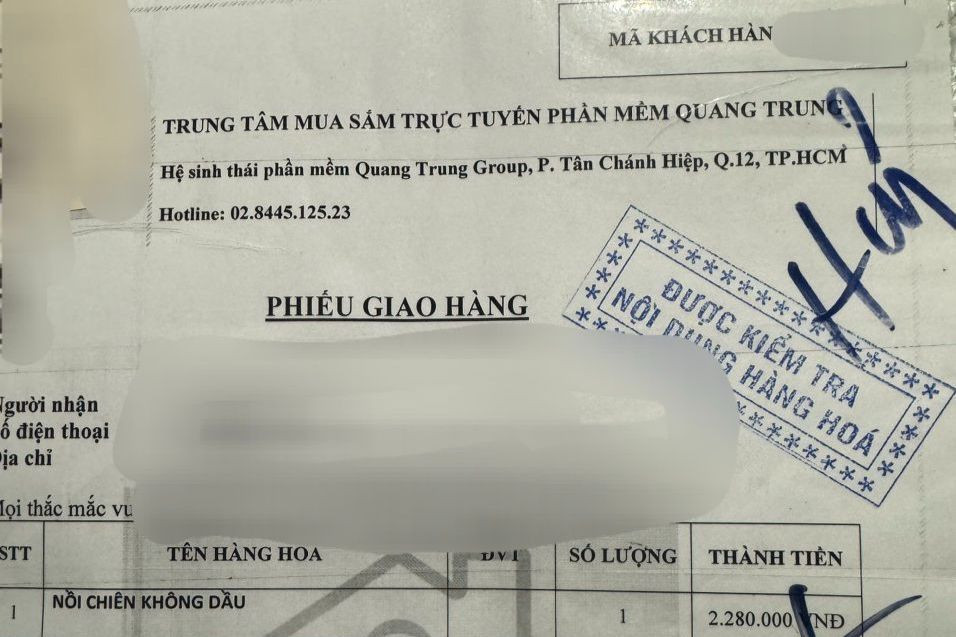 MÃ KHÁCH HÀN
TRUNG TÂM MUA SẮM TRỰC TUYẾN PHẦN MỀM QUANG TRUNG
Hệ sinh thái phần mềm Quang Trung Group, P. Tân Chánh Hiệp, Q.12, TP.HCM
Hotline: 02.8445.125.23
PHIẾU GIAO HÀNG
ĐƯỢC KIỂM TRA
NỘI DUNG HÀNG HOÁ
Người nhận
điện thoại
Địa chỉ
Mọi thắc mắc
STT TÊN HÀNG HOA ĐVT SỐ LƯỢNG THÀNH TIỀN
1 NỒI CHIÊN KHÔNG DẦU 1 2.280.000 VNĐ